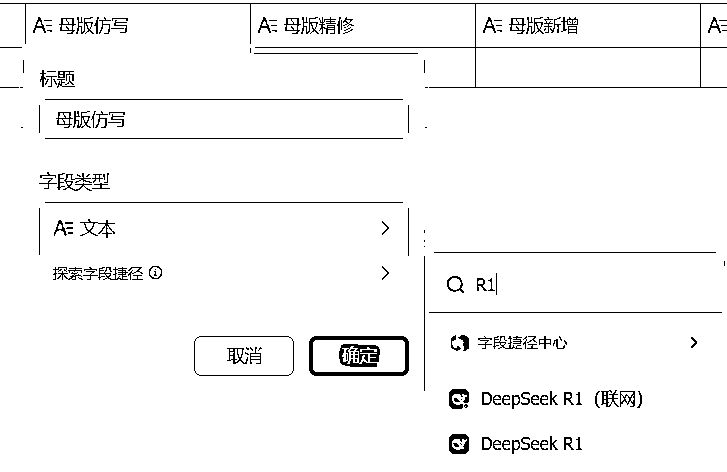 A 母版仿写 A 母版精修 A 母版新增 A
标题
母版仿写
字段类型
A 文本
探索字段捷径
取消 确定
R1
字段捷径中心
DeepSeek R1（联网）
DeepSeek R1